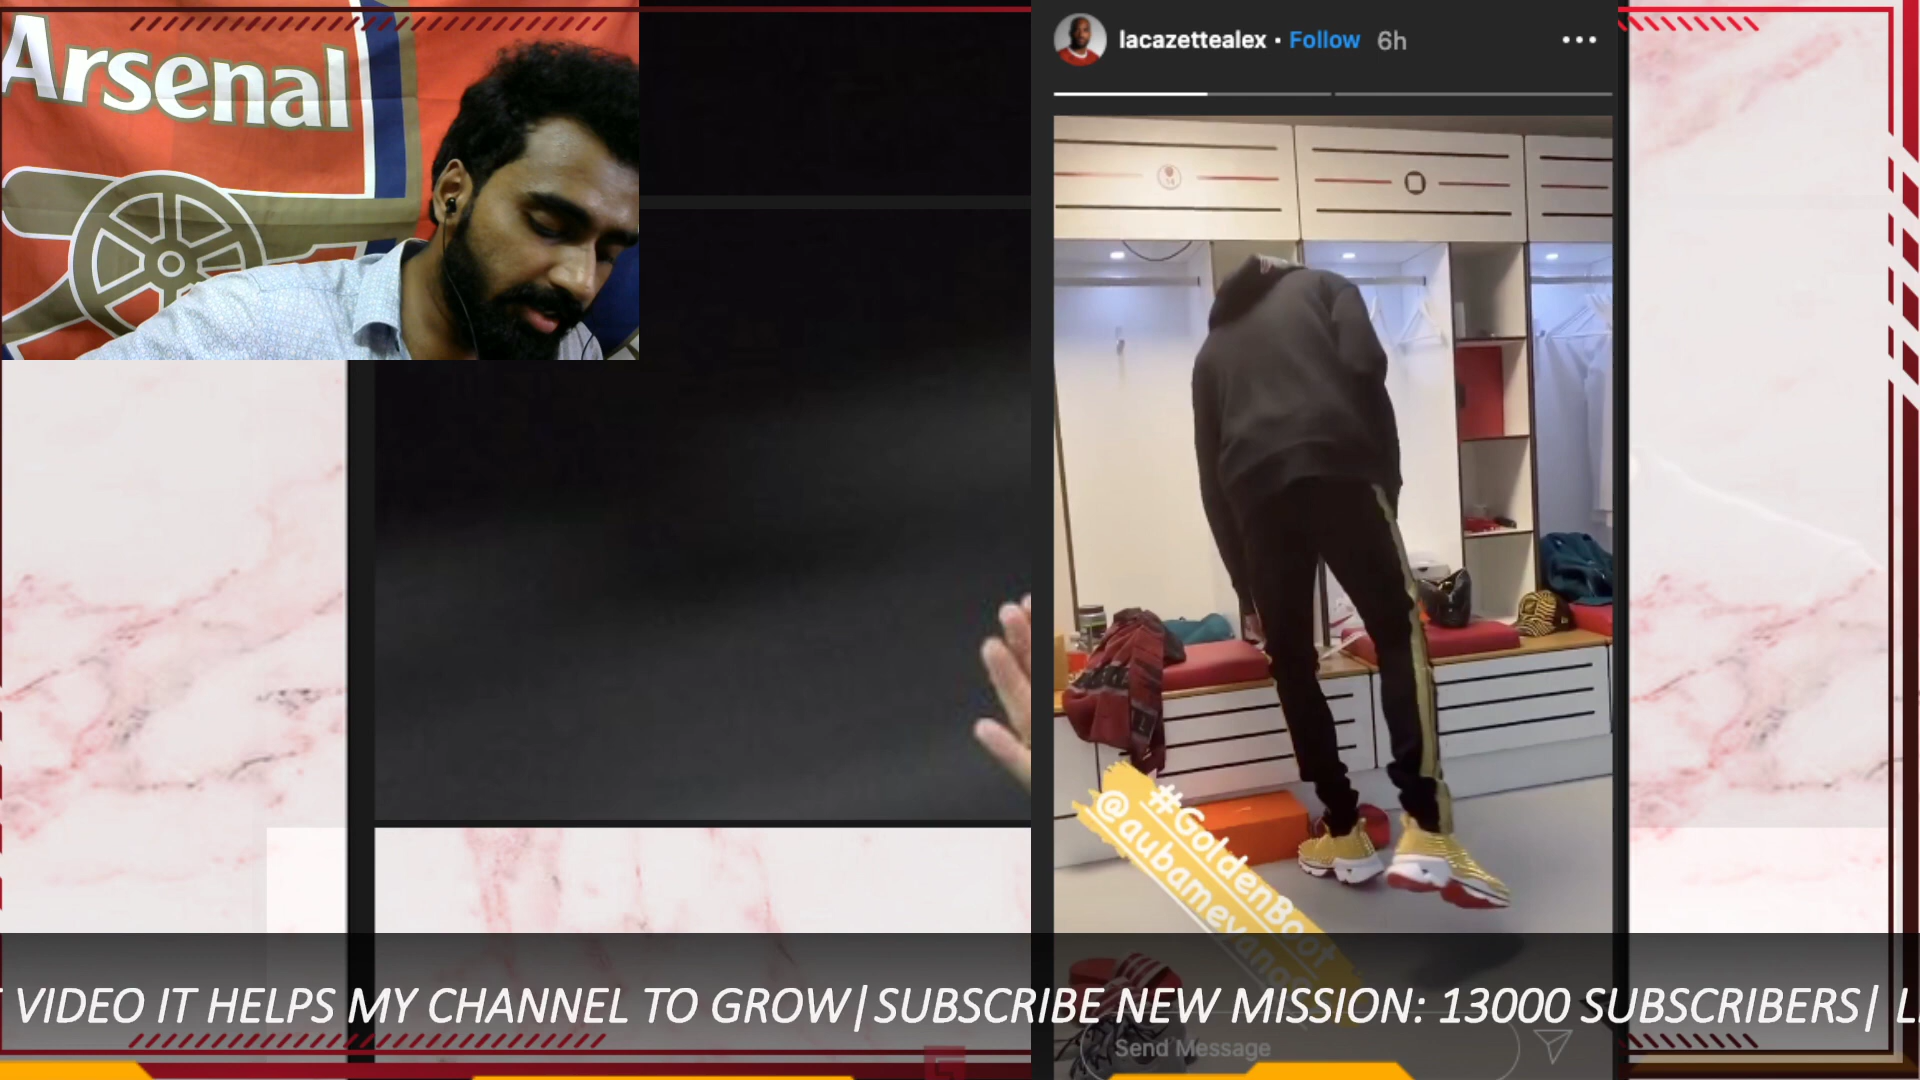 Arsenal
lacazettealex • Follow 6h
#GoldenBoot
VIDEO IT HELPS MY CHANNEL TO GROW|SUBSCRIBE NEW MISSION: 13000 SUBSCRIBERS|
Send Message